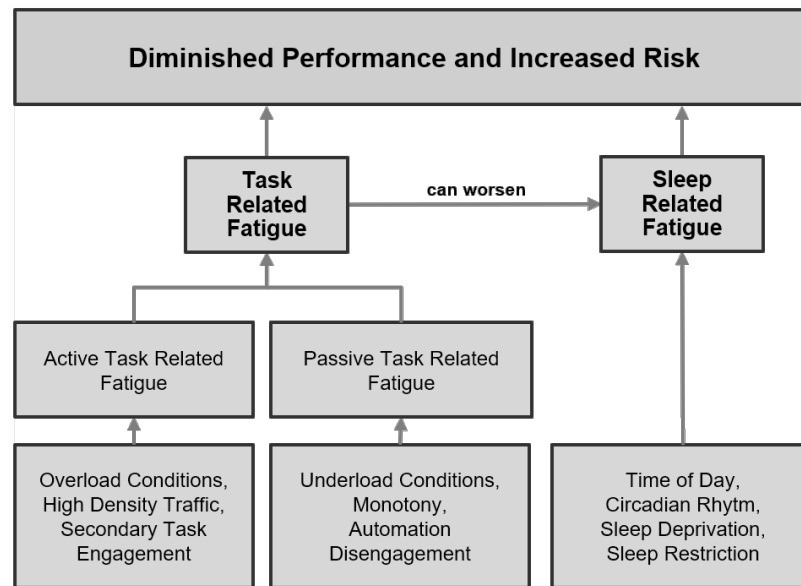 Diminished Performance and Increased Risk
Task
Related
Fatigue
can worsen
Sleep
Related
Fatigue
Active Task Related
Fatigue
Passive Task Related
Fatigue
Overload Conditions,
High Density Traffic,
Secondary Task
Engagement
Underload Conditions,
Monotony,
Automation
Disengagement
Time of Day,
Circadian Rhytm,
Sleep Deprivation,
Sleep Restriction